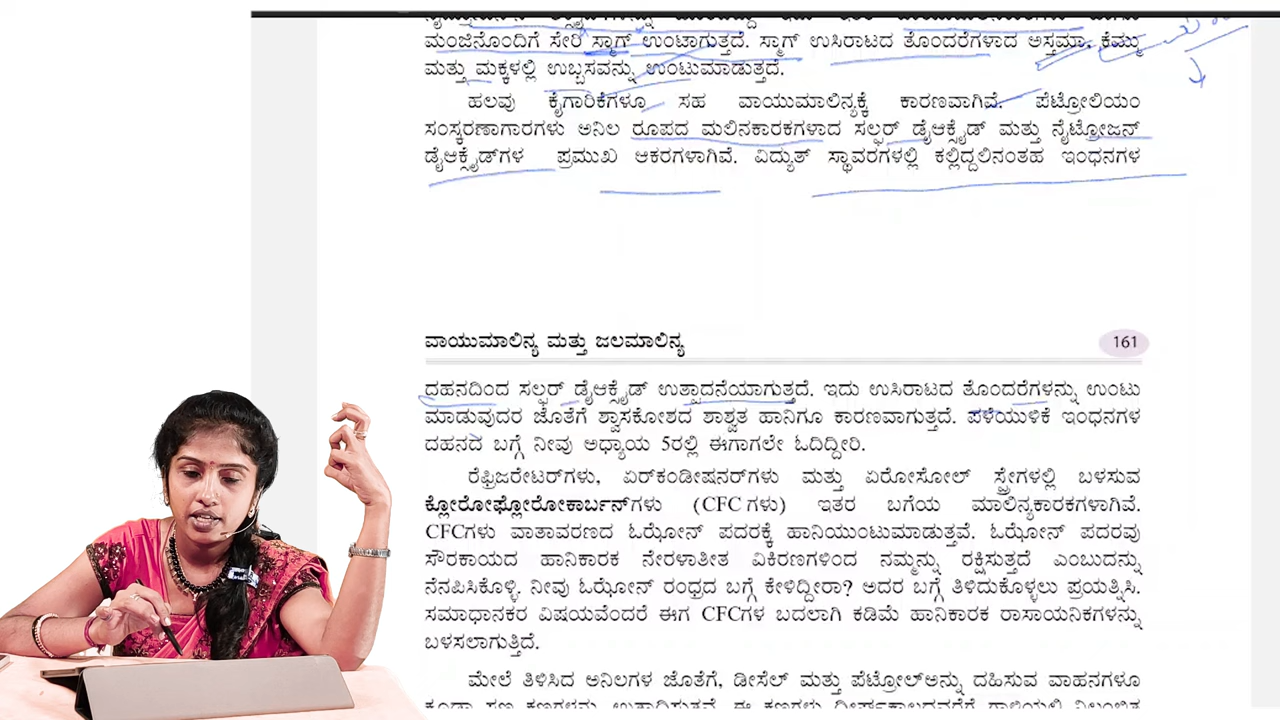 ಮಂಜಿನೊಂದಿಗೆ ಸೇರಿ ಸ್ಮಾಗ್ ಉಂಟಾಗುತ್ತದೆ. ಸ್ಮಾಗ್ ಉಸಿರಾಟದ ತೊಂದರೆಗಳಾದ ಅಸ್ತಮಾ, ಕೆಮ್ಮು
ಮತ್ತು ಮಕ್ಕಳಲ್ಲಿ ಉಬ್ಬಸವನ್ನು ಉಂಟುಮಾಡುತ್ತದೆ.
ಹಲವು ಕೈಗಾರಿಕೆಗಳೂ ಸಹ ವಾಯುಮಾಲಿನ್ಯಕ್ಕೆ ಕಾರಣವಾಗಿವೆ. ಪೆಟ್ರೋಲಿಯಂ
ಸಂಸ್ಕರಣಾಗಾರಗಳು ಅನಿಲ ರೂಪದ ಮಲಿನಕಾರಕಗಳಾದ ಸಲ್ಫರ್ ಡೈಆಕ್ಸೈಡ್ ಮತ್ತು ನೈಟ್ರೋಜನ್
ಡೈಆಕ್ಸೈಡ್‌ಗಳ ಪ್ರಮುಖ ಆಕರಗಳಾಗಿವೆ. ವಿದ್ಯುತ್ ಸ್ಥಾವರಗಳಲ್ಲಿ ಕಲ್ಲಿದ್ದಲಿನಂತಹ ಇಂಧನಗಳ
ವಾಯುಮಾಲಿನ್ಯ ಮತ್ತು ಜಲಮಾಲಿನ್ಯ 161
ದಹನದಿಂದ ಸಲ್ಫರ್ ಡೈಆಕ್ಸೈಡ್ ಉತ್ಪಾದನೆಯಾಗುತ್ತದೆ. ಇದು ಉಸಿರಾಟದ ತೊಂದರೆಗಳನ್ನು ಉಂಟು
ಮಾಡುವುದರ ಜೊತೆಗೆ ಶ್ವಾಸಕೋಶದ ಶಾಶ್ವತ ಹಾನಿಗೂ ಕಾರಣವಾಗುತ್ತದೆ. ಪಳೆಯುಳಿಕೆ ಇಂಧನಗಳ
ದಹನದ ಬಗ್ಗೆ ನೀವು ಅಧ್ಯಾಯ 5ರಲ್ಲಿ ಈಗಾಗಲೇ ಓದಿದ್ದೀರಿ.
ರೆಫ್ರಿಜರೇಟರ್‌ಗಳು, ಏರ್‌ಕಂಡೀಷನರ್‌ಗಳು ಮತ್ತು ಏರೋಸೋಲ್ ಸ್ಪ್ರೇಗಳಲ್ಲಿ ಬಳಸುವ
ಕ್ಲೋರೋಫ್ಲೋರೋಕಾರ್ಬನ್‌ಗಳು (CFC ಗಳು) ಇತರ ಬಗೆಯ ಮಾಲಿನ್ಯಕಾರಕಗಳಾಗಿವೆ.
CFCಗಳು ವಾತಾವರಣದ ಓಝೋನ್ ಪದರಕ್ಕೆ ಹಾನಿಯುಂಟುಮಾಡುತ್ತವೆ. ಓಝೋನ್ ಪದರವು
ಸೌರಕಾಯದ ಹಾನಿಕಾರಕ ನೇರಳಾತೀತ ವಿಕಿರಣಗಳಿಂದ ನಮ್ಮನ್ನು ರಕ್ಷಿಸುತ್ತದೆ ಎಂಬುದನ್ನು
ನೆನಪಿಸಿಕೊಳ್ಳಿ. ನೀವು ಓಝೋನ್ ರಂಧ್ರದ ಬಗ್ಗೆ ಕೇಳಿದ್ದೀರಾ? ಅದರ ಬಗ್ಗೆ ತಿಳಿದುಕೊಳ್ಳಲು ಪ್ರಯತ್ನಿಸಿ.
ಸಮಾಧಾನಕರ ವಿಷಯವೆಂದರೆ ಈಗ CFCಗಳ ಬದಲಾಗಿ ಕಡಿಮೆ ಹಾನಿಕಾರಕ ರಾಸಾಯನಿಕಗಳನ್ನು
ಬಳಸಲಾಗುತ್ತಿದೆ.
ಮೇಲೆ ತಿಳಿಸಿದ ಅನಿಲಗಳ ಜೊತೆಗೆ, ಡೀಸೆಲ್ ಮತ್ತು ಪೆಟ್ರೋಲ್‌ಅನ್ನು ದಹಿಸುವ ವಾಹನಗಳೂ